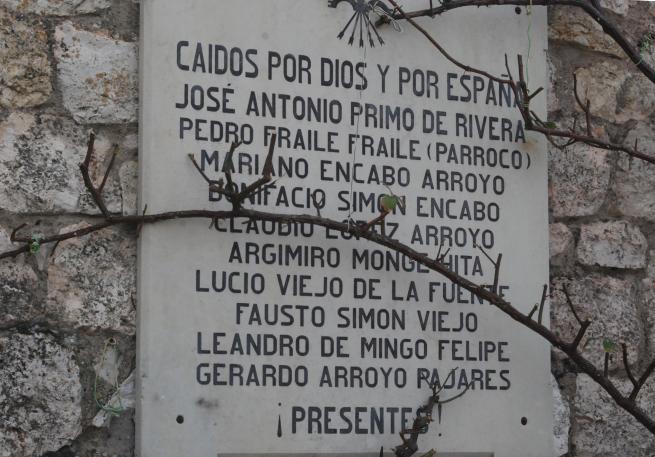 CAIDOS POR DIOS Y POR ESPAÑA
JOSÉ ANTONIO PRIMO DE RIVERA
PEDRO FRAILE FRAILE (PARROCO)
MARIANO ENCABO ARROYO
BONIFACIO SIMON ENCABO
CLAUDIO ARROYO
ARGIMIRO MONGE HITA
LUCIO VIEJO DE LA FUENTE
FAUSTO SIMON VIEJO
LEANDRO DE MINGO FELIPE
GERARDO ARROYO PAJARES
¡PRESENTES!